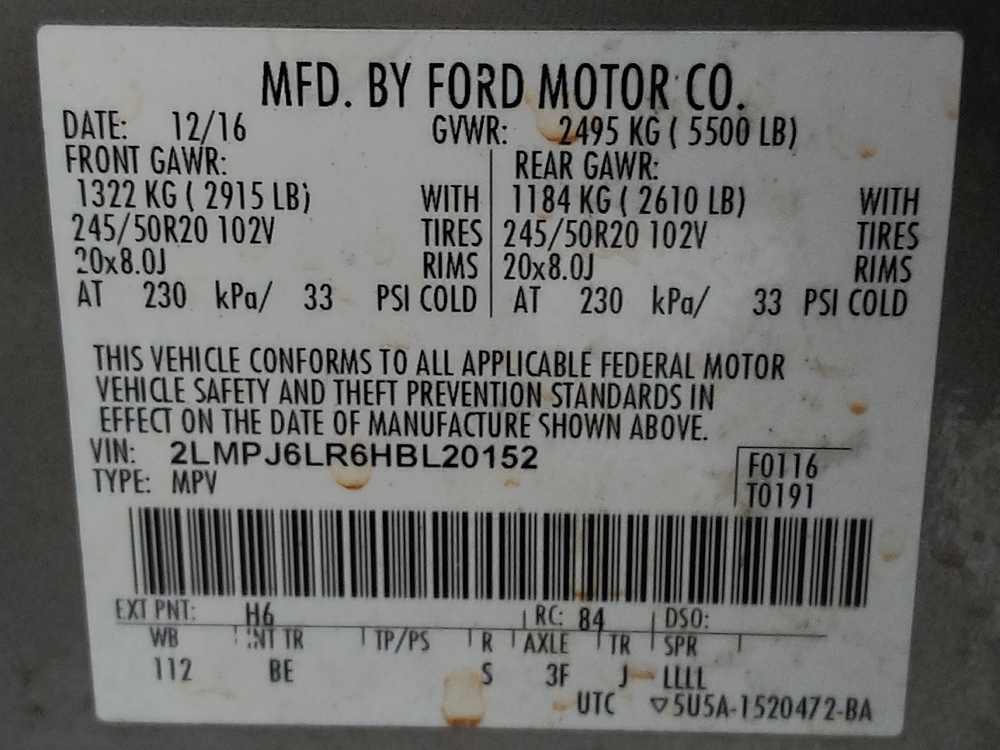 MFD. BY FORD MOTOR CO.
DATE: 12/16 GVWR: 2495 KG ( 5500 LB)
FRONT GAWR: REAR GAWR:
1322 KG ( 2915 LB) WITH 1184 KG ( 2610 LB) WITH
245/50R20 102V TIRES 245/50R20 102V TIRES
20x8.0J RIMS 20x8.0J RIMS
AT 230 kPa/ 33 PSI COLD AT 230 kPa/ 33 PSI COLD
THIS VEHICLE CONFORMS TO ALL APPLICABLE FEDERAL MOTOR
VEHICLE SAFETY AND THEFT PREVENTION STANDARDS IN
EFFECT ON THE DATE OF MANUFACTURE SHOWN ABOVE.
VIN: 2LMPJ6LR6HBL20152 F0116
TYPE: MPV T0191
EXT PNT: H6 RC: 84 DSO:
WB INT TR TP/PS R AXLE TR SPR
112 BE S 3F J LLLL
UTC ▽5U5A-1520472-BA